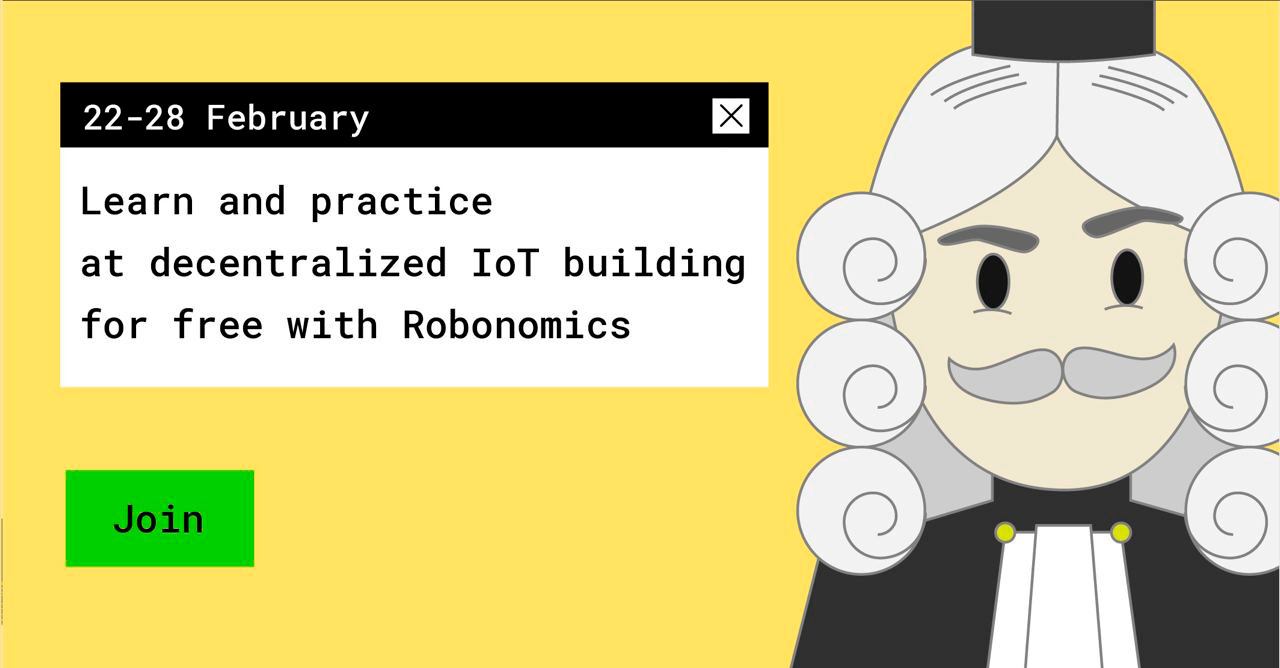 22-28 February
Learn and practice
at decentralized IoT building
for free with Robonomics
Join